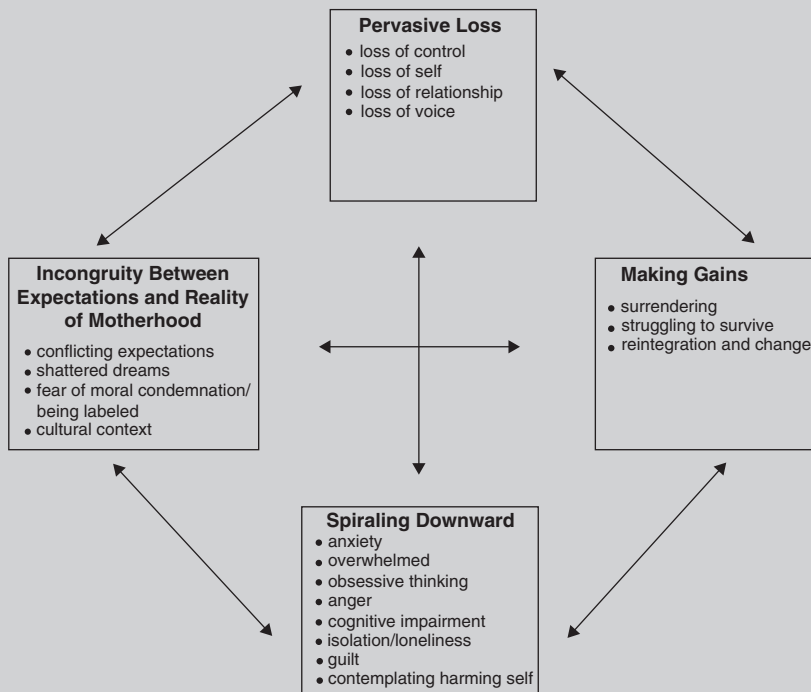 Pervasive Loss
• loss of control
• loss of self
• loss of relationship
• loss of voice
Incongruity Between
Expectations and Reality
of Motherhood
• conflicting expectations
• shattered dreams
• fear of moral condemnation/
being labeled
• cultural context
Making Gains
• surrendering
• struggling to survive
• reintegration and change
Spiraling Downward
• anxiety
• overwhelmed
• obsessive thinking
• anger
• cognitive impairment
• isolation/loneliness
• guilt
• contemplating harming self